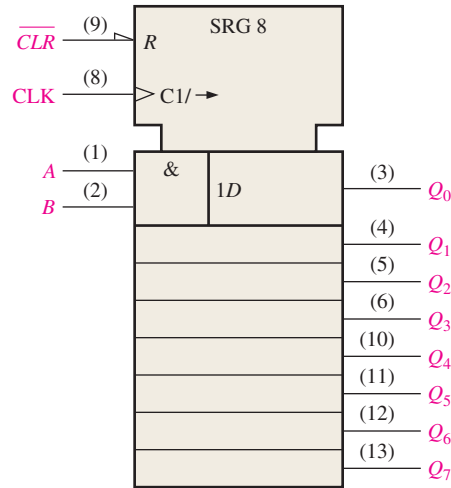 SRG 8
(9)
C̅L̅R̅ R
(8)
CLK C1/→
(1)
A &
(2)
B 1D
(3)
Q₀
(4)
Q₁
(5)
Q₂
(6)
Q₃
(10)
Q₄
(11)
Q₅
(12)
Q₆
(13)
Q₇